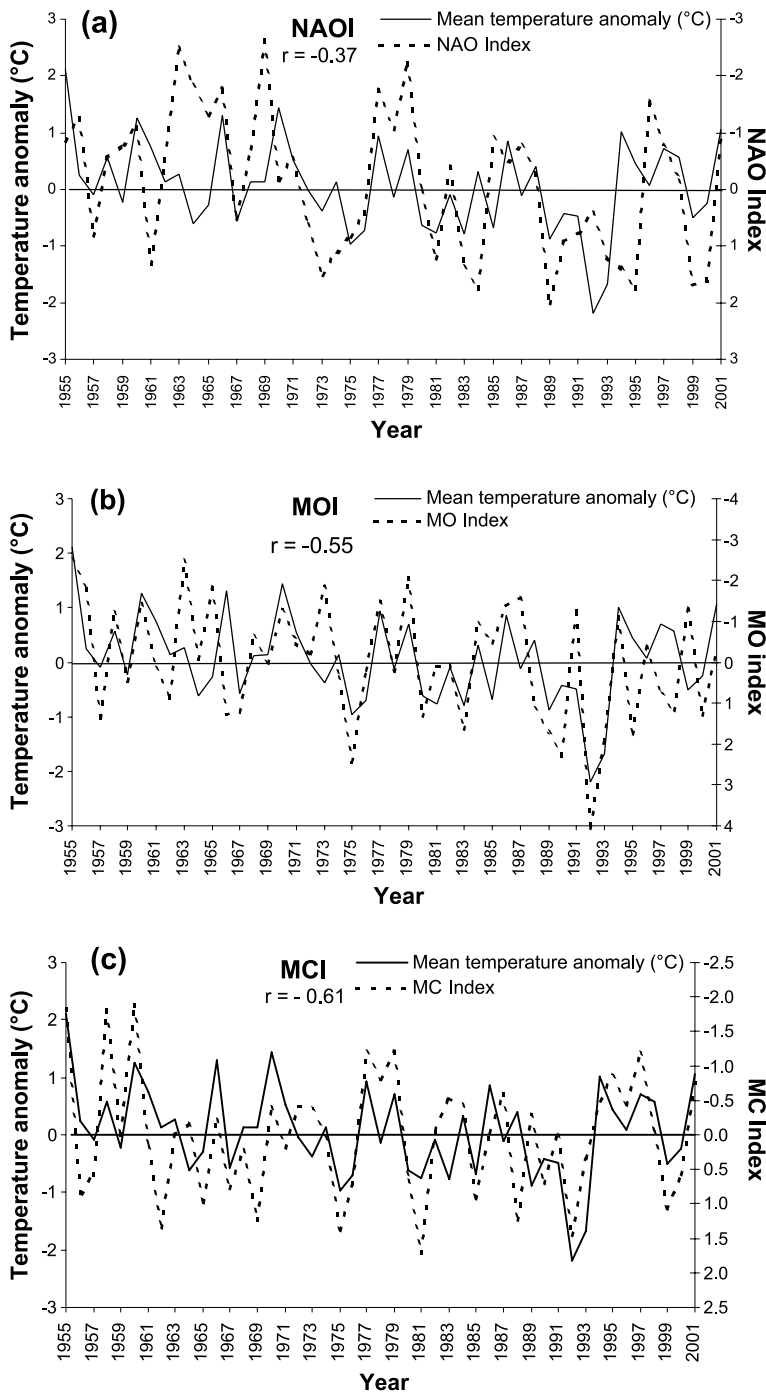 (a)
NAOI
r = -0.37
Mean temperature anomaly (°C)
NAO Index
Temperature anomaly (°C)
3
2
1
0
-1
-2
-3
-3
-2
-1
0
1
2
3
NAO Index
1955 1957 1959 1961 1963 1965 1967 1969 1971 1973 1975 1977 1979 1981 1983 1985 1987 1989 1991 1993 1995 1997 1999 2001
Year
(b)
MOI
r = -0.55
Mean temperature anomaly (°C)
MO Index
Temperature anomaly (°C)
3
2
1
0
-1
-2
-3
-4
-3
-2
-1
0
1
2
3
4
MO index
1955 1957 1959 1961 1963 1965 1967 1969 1971 1973 1975 1977 1979 1981 1983 1985 1987 1989 1991 1993 1995 1997 1999 2001
Year
(c)
MCI
r = - 0.61
Mean temperature anomaly (°C)
MC Index
Temperature anomaly (°C)
3
2
1
0
-1
-2
-3
-2.5
-2.0
-1.5
-1.0
-0.5
0.0
0.5
1.0
1.5
2.0
2.5
MC Index
1955 1957 1959 1961 1963 1965 1967 1969 1971 1973 1975 1977 1979 1981 1983 1985 1987 1989 1991 1993 1995 1997 1999 2001
Year